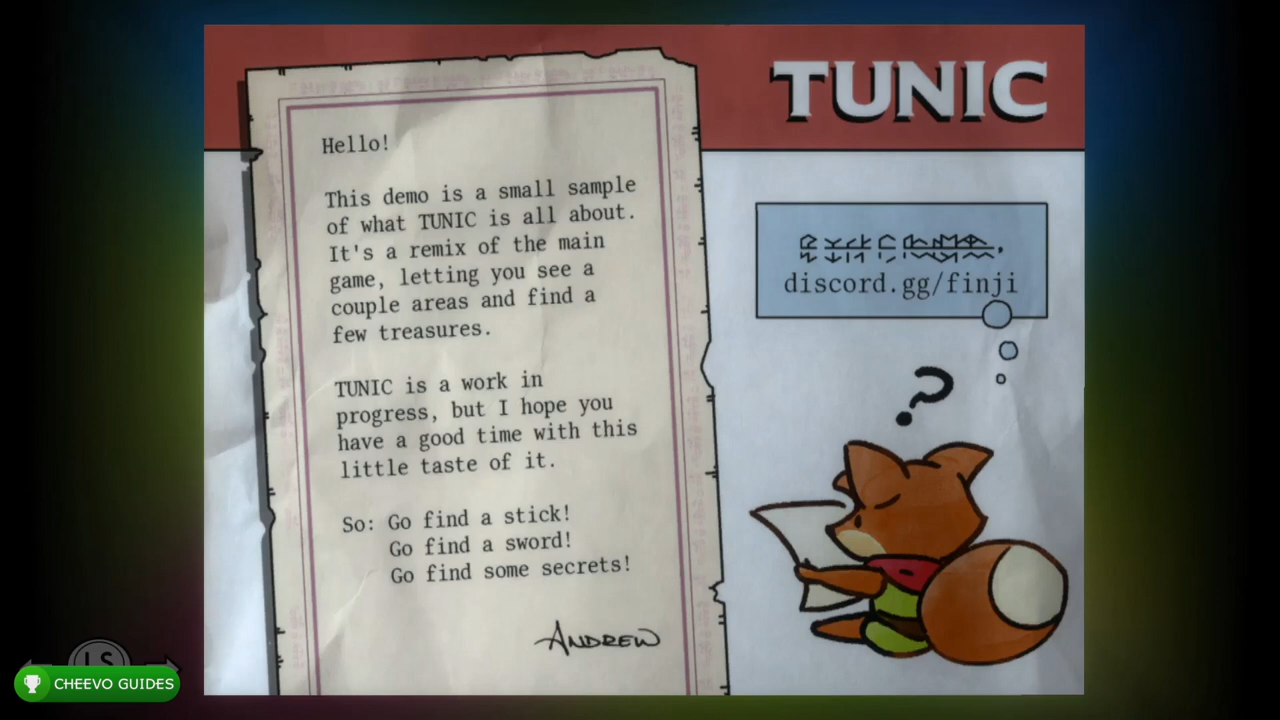 TUNIC
Hello!
This demo is a small sample
of what TUNIC is all about.
It's a remix of the main
game, letting you see a
couple areas and find a
few treasures.
TUNIC is a work in
progress, but I hope you
have a good time with this
little taste of it.
So: Go find a stick!
Go find a sword!
Go find some secrets!
ANDREW
discord.gg/finji
?
LS
CHEEVO GUIDES